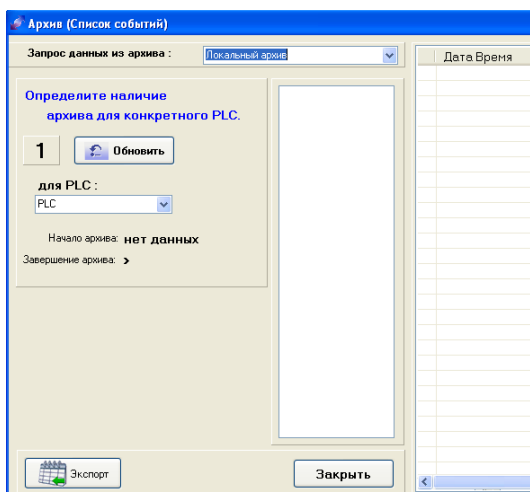 Архив (Список событий)
Запрос данных из архива :
Локальный архив
Дата Время
Определите наличие
архива для конкретного PLC.
1
Обновить
для PLC :
PLC
Начало архива: нет данных
Завершение архива: >
Экспорт
Закрыть